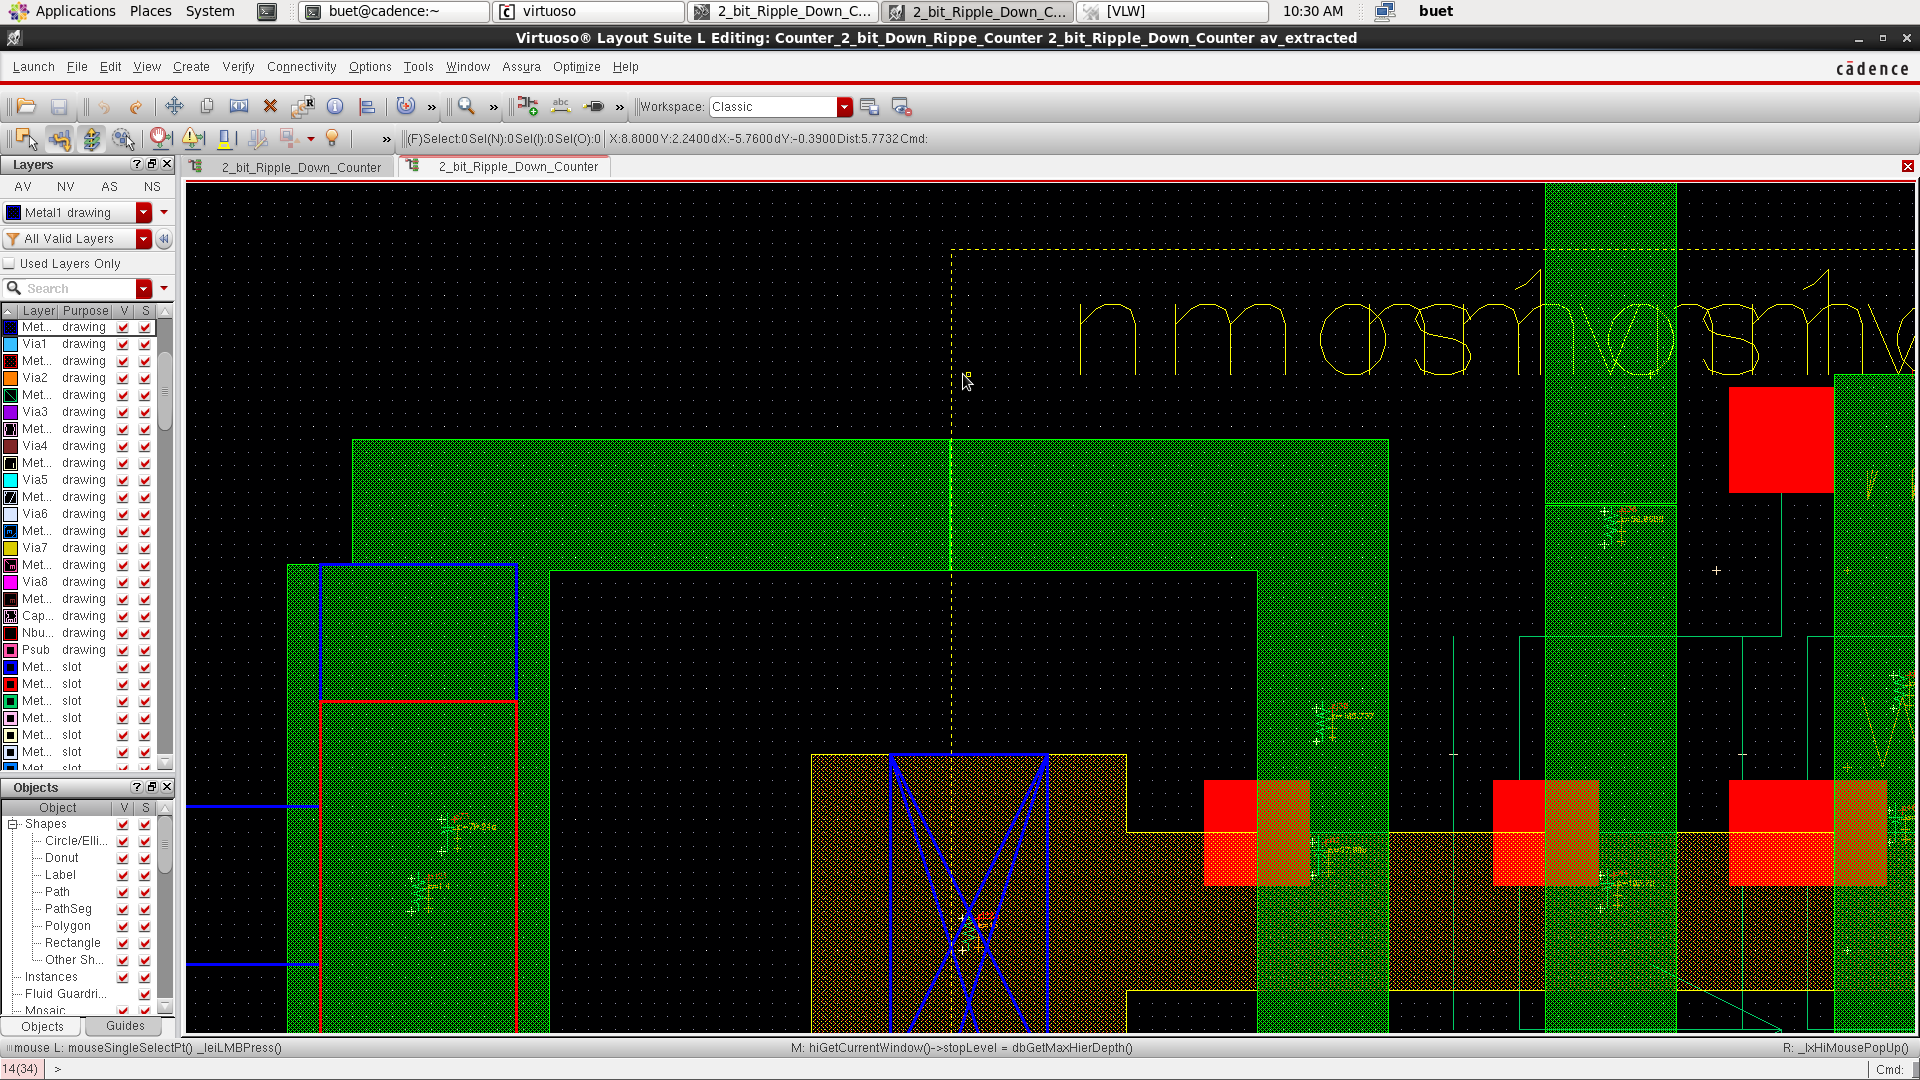 Applications Places System buet@cadence:~ virtuoso 2_bit_Ripple_Down_C... 2_bit_Ripple_Down_C... [VLW] 10:30 AM buet
Virtuoso® Layout Suite L Editing: Counter_2_bit_Down_Rippe_Counter 2_bit_Ripple_Down_Counter av_extracted
Launch File Edit View Create Verify Connectivity Options Tools Window Assura Optimize Help cādence
Workspace: Classic
(F)Select:0 Sel(N):0 Sel(I):0 Sel(O):0 X:8.8000 Y:2.2400 dX:-5.7600 dY:-0.3900 Dist:5.7732 Cmd:
Layers
2_bit_Ripple_Down_Counter 2_bit_Ripple_Down_Counter
AV NV AS NS
Metal1 drawing
All Valid Layers
Used Layers Only
Search
Layer Purpose V S
Met... drawing
Via1 drawing
Met... drawing
Via2 drawing
Met... drawing
Via3 drawing
Met... drawing
Via4 drawing
Met... drawing
Via5 drawing
Met... drawing
Via6 drawing
Met... drawing
Via7 drawing
Met... drawing
Via8 drawing
Met... drawing
Cap... drawing
Nbu... drawing
Psub drawing
Met... slot
Met... slot
Met... slot
Met... slot
Met... slot
Met... slot
Met... slot
Objects
Object V S
Shapes
Circle/Elli...
Donut
Label
Path
PathSeg
Polygon
Rectangle
Other Sh...
Instances
Fluid Guardri...
Mosaic
Objects Guides
mouse L: mouseSingleSelectPt() _leiLMBPress() M: hiGetCurrentWindow()->stopLevel = dbGetMaxHierDepth() R: _lxHiMousePopUp()
14(34) > Cmd: